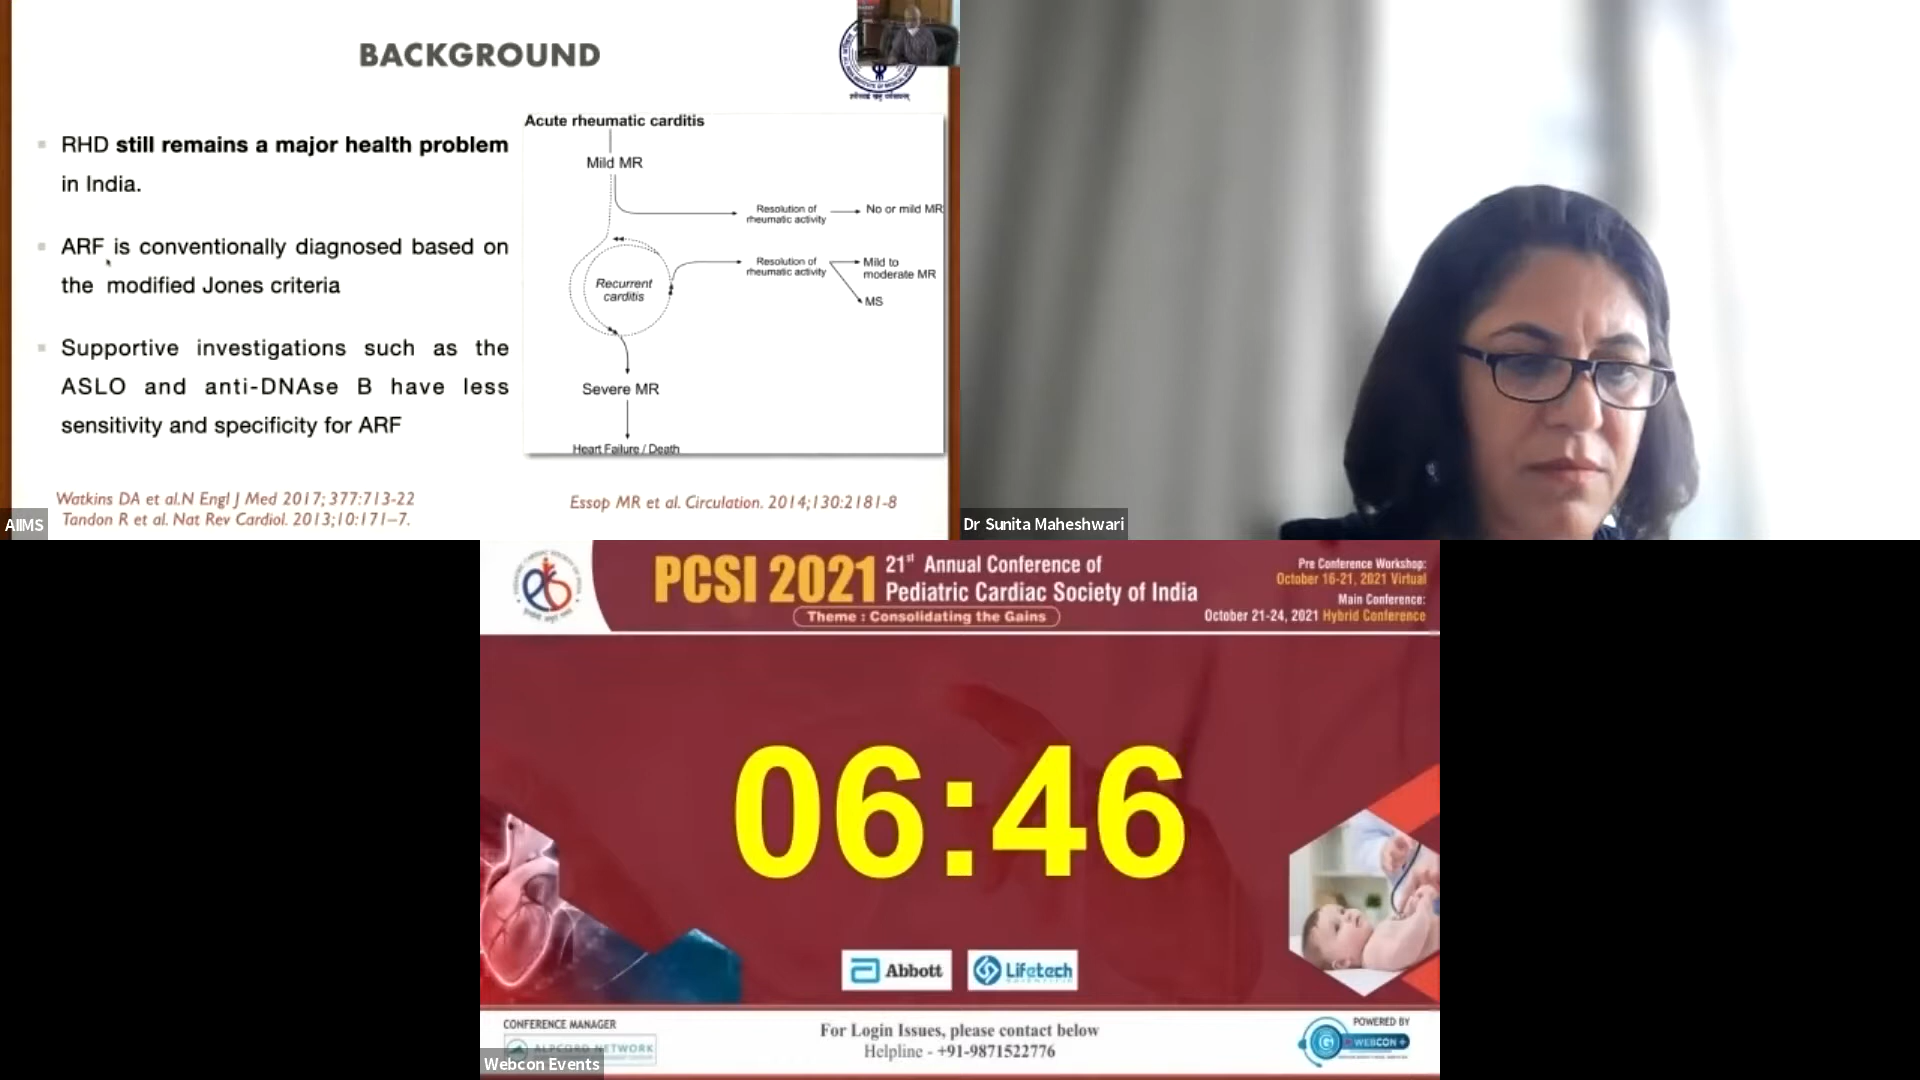 BACKGROUND
RHD still remains a major health problem
in India.
ARF is conventionally diagnosed based on
the modified Jones criteria
Supportive investigations such as the
ASLO and anti-DNAse B have less
sensitivity and specificity for ARF
Watkins DA et al.N Engl J Med 2017; 377:713-22
Tandon R et al. Nat Rev Cardiol. 2013;10:171–7.
Acute rheumatic carditis
Mild MR
Resolution of
rheumatic activity
No or mild MR
Recurrent
carditis
Resolution of
rheumatic activity
Mild to
moderate MR
MS
Severe MR
Heart Failure / Death
Essop MR et al. Circulation. 2014;130:2181-8
AIIMS
Dr Sunita Maheshwari
PCSI 2021
21st Annual Conference of
Pediatric Cardiac Society of India
Theme : Consolidating the Gains
Pre Conference Workshop:
October 16-21, 2021 Virtual
Main Conference:
October 21-24, 2021 Hybrid Conference
06:46
Abbott
Lifetech
SCIENTIFIC
CONFERENCE MANAGER
ALPCORD NETWORK
For Login Issues, please contact below
Helpline - +91-9871522776
POWERED BY
WEBCON +
Webcon Events